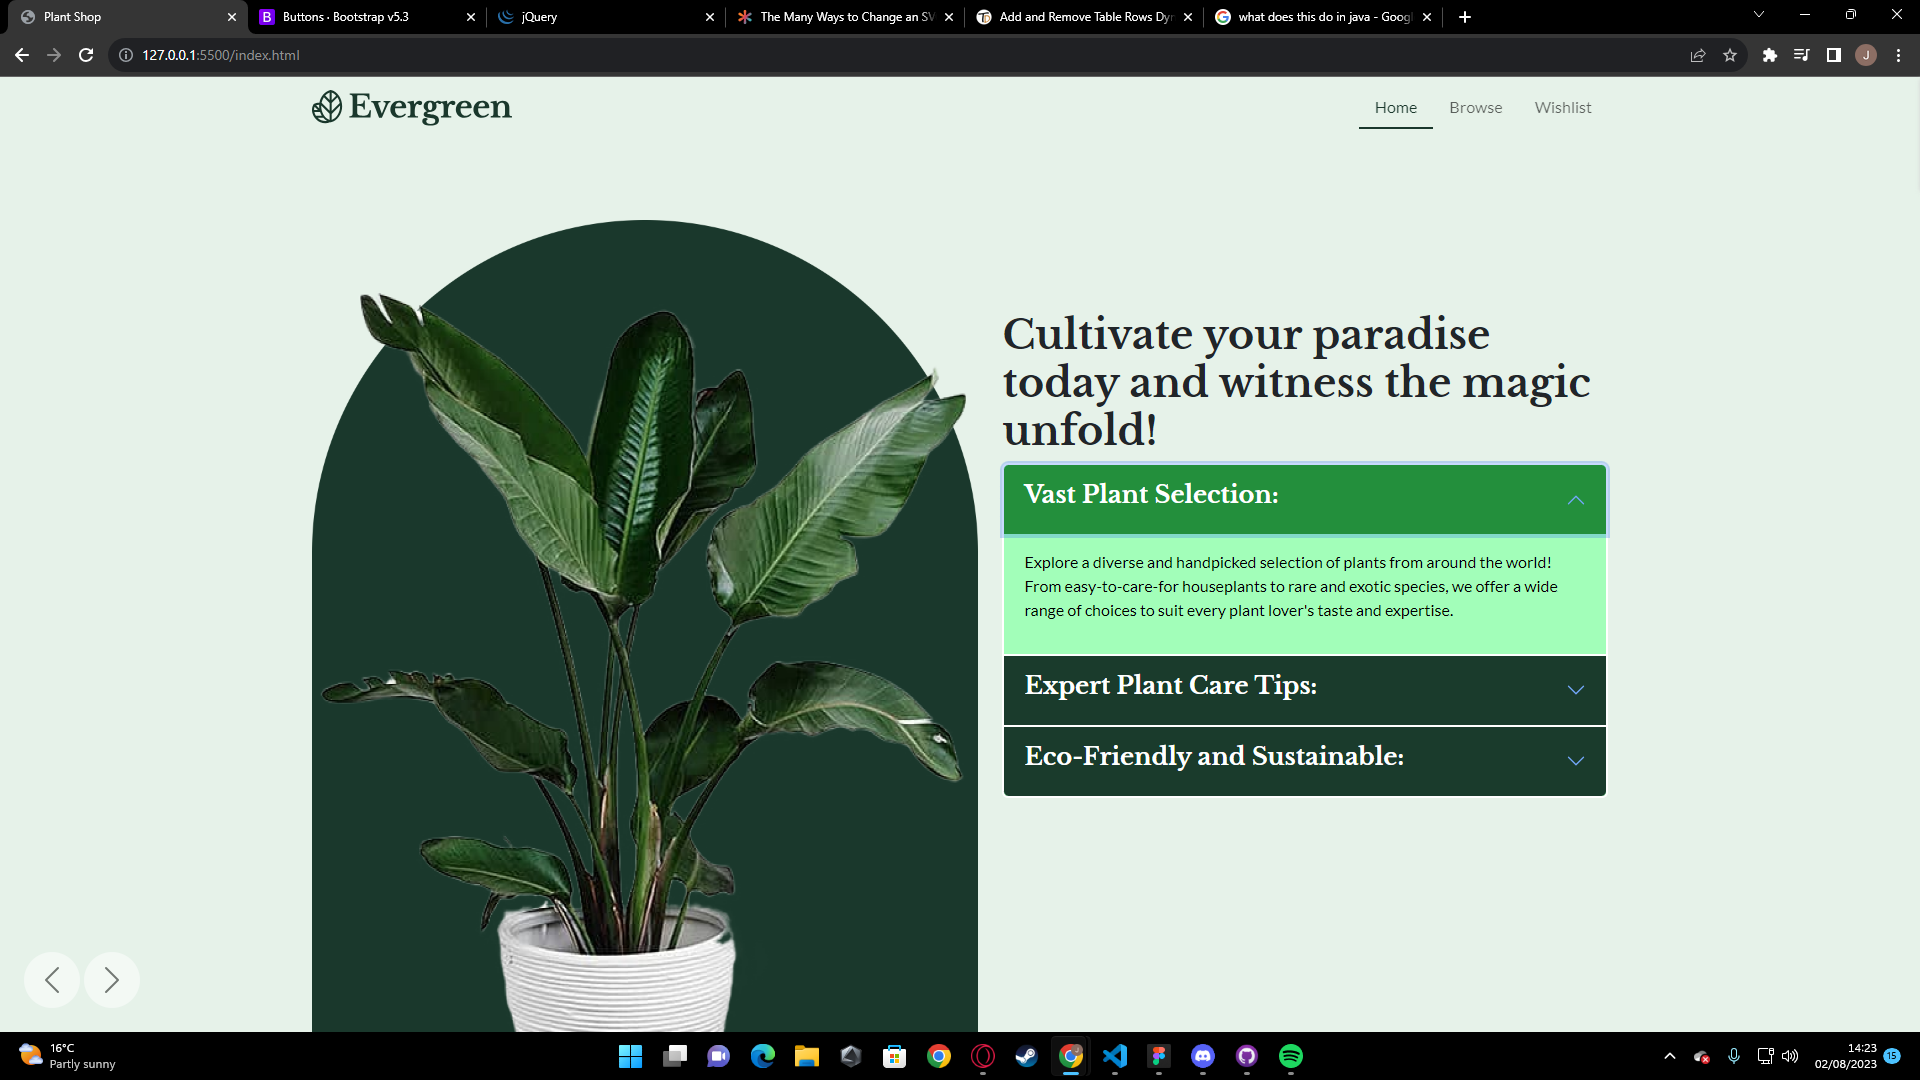 Plant Shop
Buttons · Bootstrap v5.3
jQuery
The Many Ways to Change an SV
Add and Remove Table Rows Dyn
what does this do in java - Googl
127.0.0.1:5500/index.html
J
Evergreen
Home
Browse
Wishlist
Cultivate your paradise
today and witness the magic
unfold!
Vast Plant Selection:
Explore a diverse and handpicked selection of plants from around the world!
From easy-to-care-for houseplants to rare and exotic species, we offer a wide
range of choices to suit every plant lover's taste and expertise.
Expert Plant Care Tips:
Eco-Friendly and Sustainable:
16°C
Partly sunny
14:23
02/08/2023
15